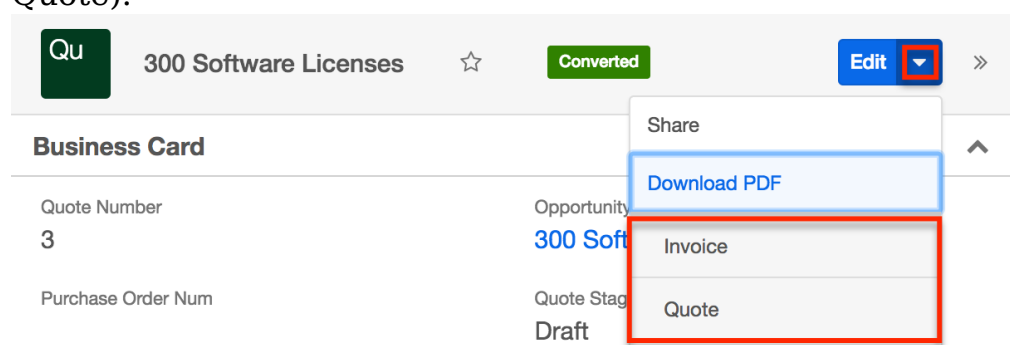 Quote).
Qu
300 Software Licenses
Converted
Edit
Share
Business Card
Download PDF
Quote Number
Opportunity
3
300 Soft
Invoice
Purchase Order Num
Quote Stag
Quote
Draft